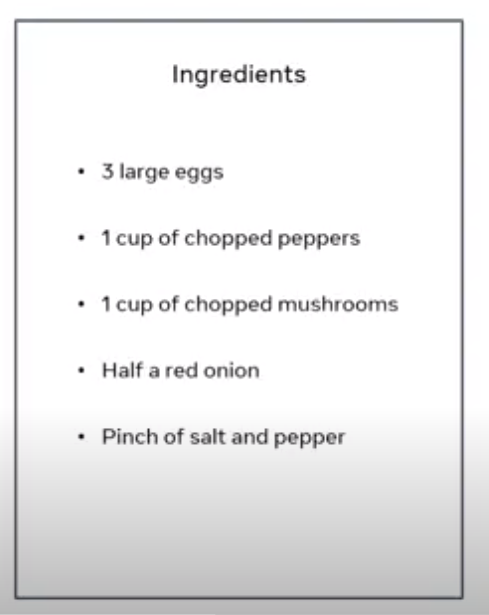 Ingredients
• 3 large eggs
• 1 cup of chopped peppers
• 1 cup of chopped mushrooms
• Half a red onion
• Pinch of salt and pepper